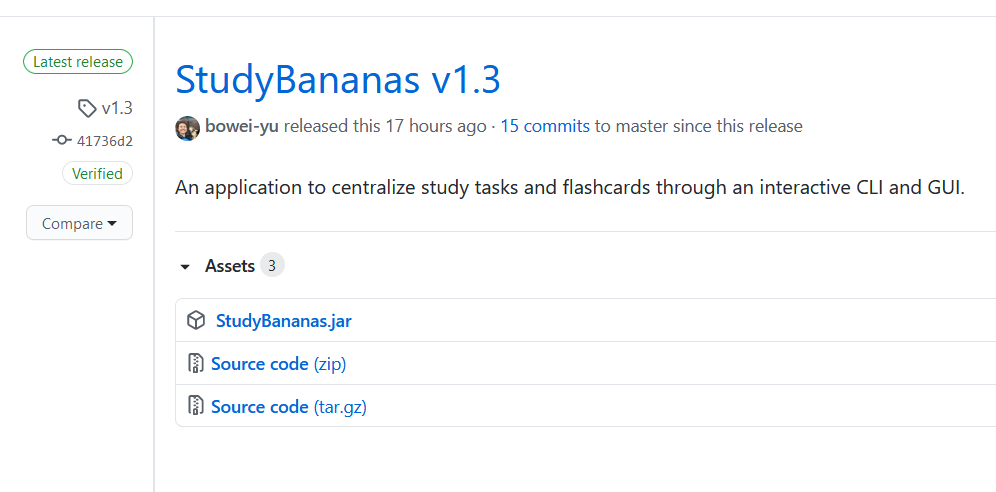 Latest release
v1.3
41736d2
Verified
Compare
StudyBananas v1.3
bowei-yu released this 17 hours ago · 15 commits to master since this release
An application to centralize study tasks and flashcards through an interactive CLI and GUI.
Assets 3
StudyBananas.jar
Source code (zip)
Source code (tar.gz)